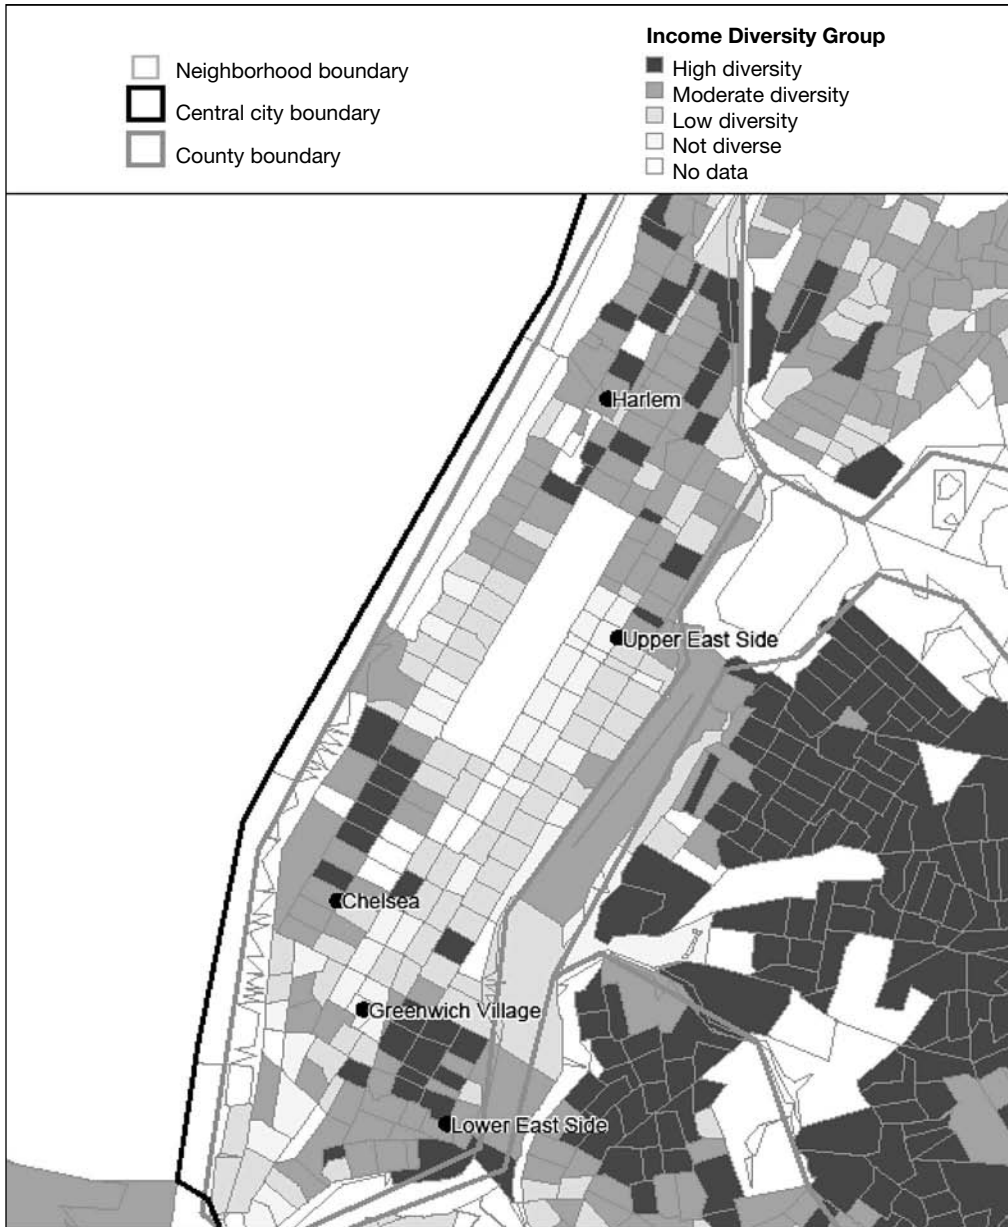 Neighborhood boundary
Central city boundary
County boundary
Income Diversity Group
High diversity
Moderate diversity
Low diversity
Not diverse
No data
Harlem
Upper East Side
Chelsea
Greenwich Village
Lower East Side